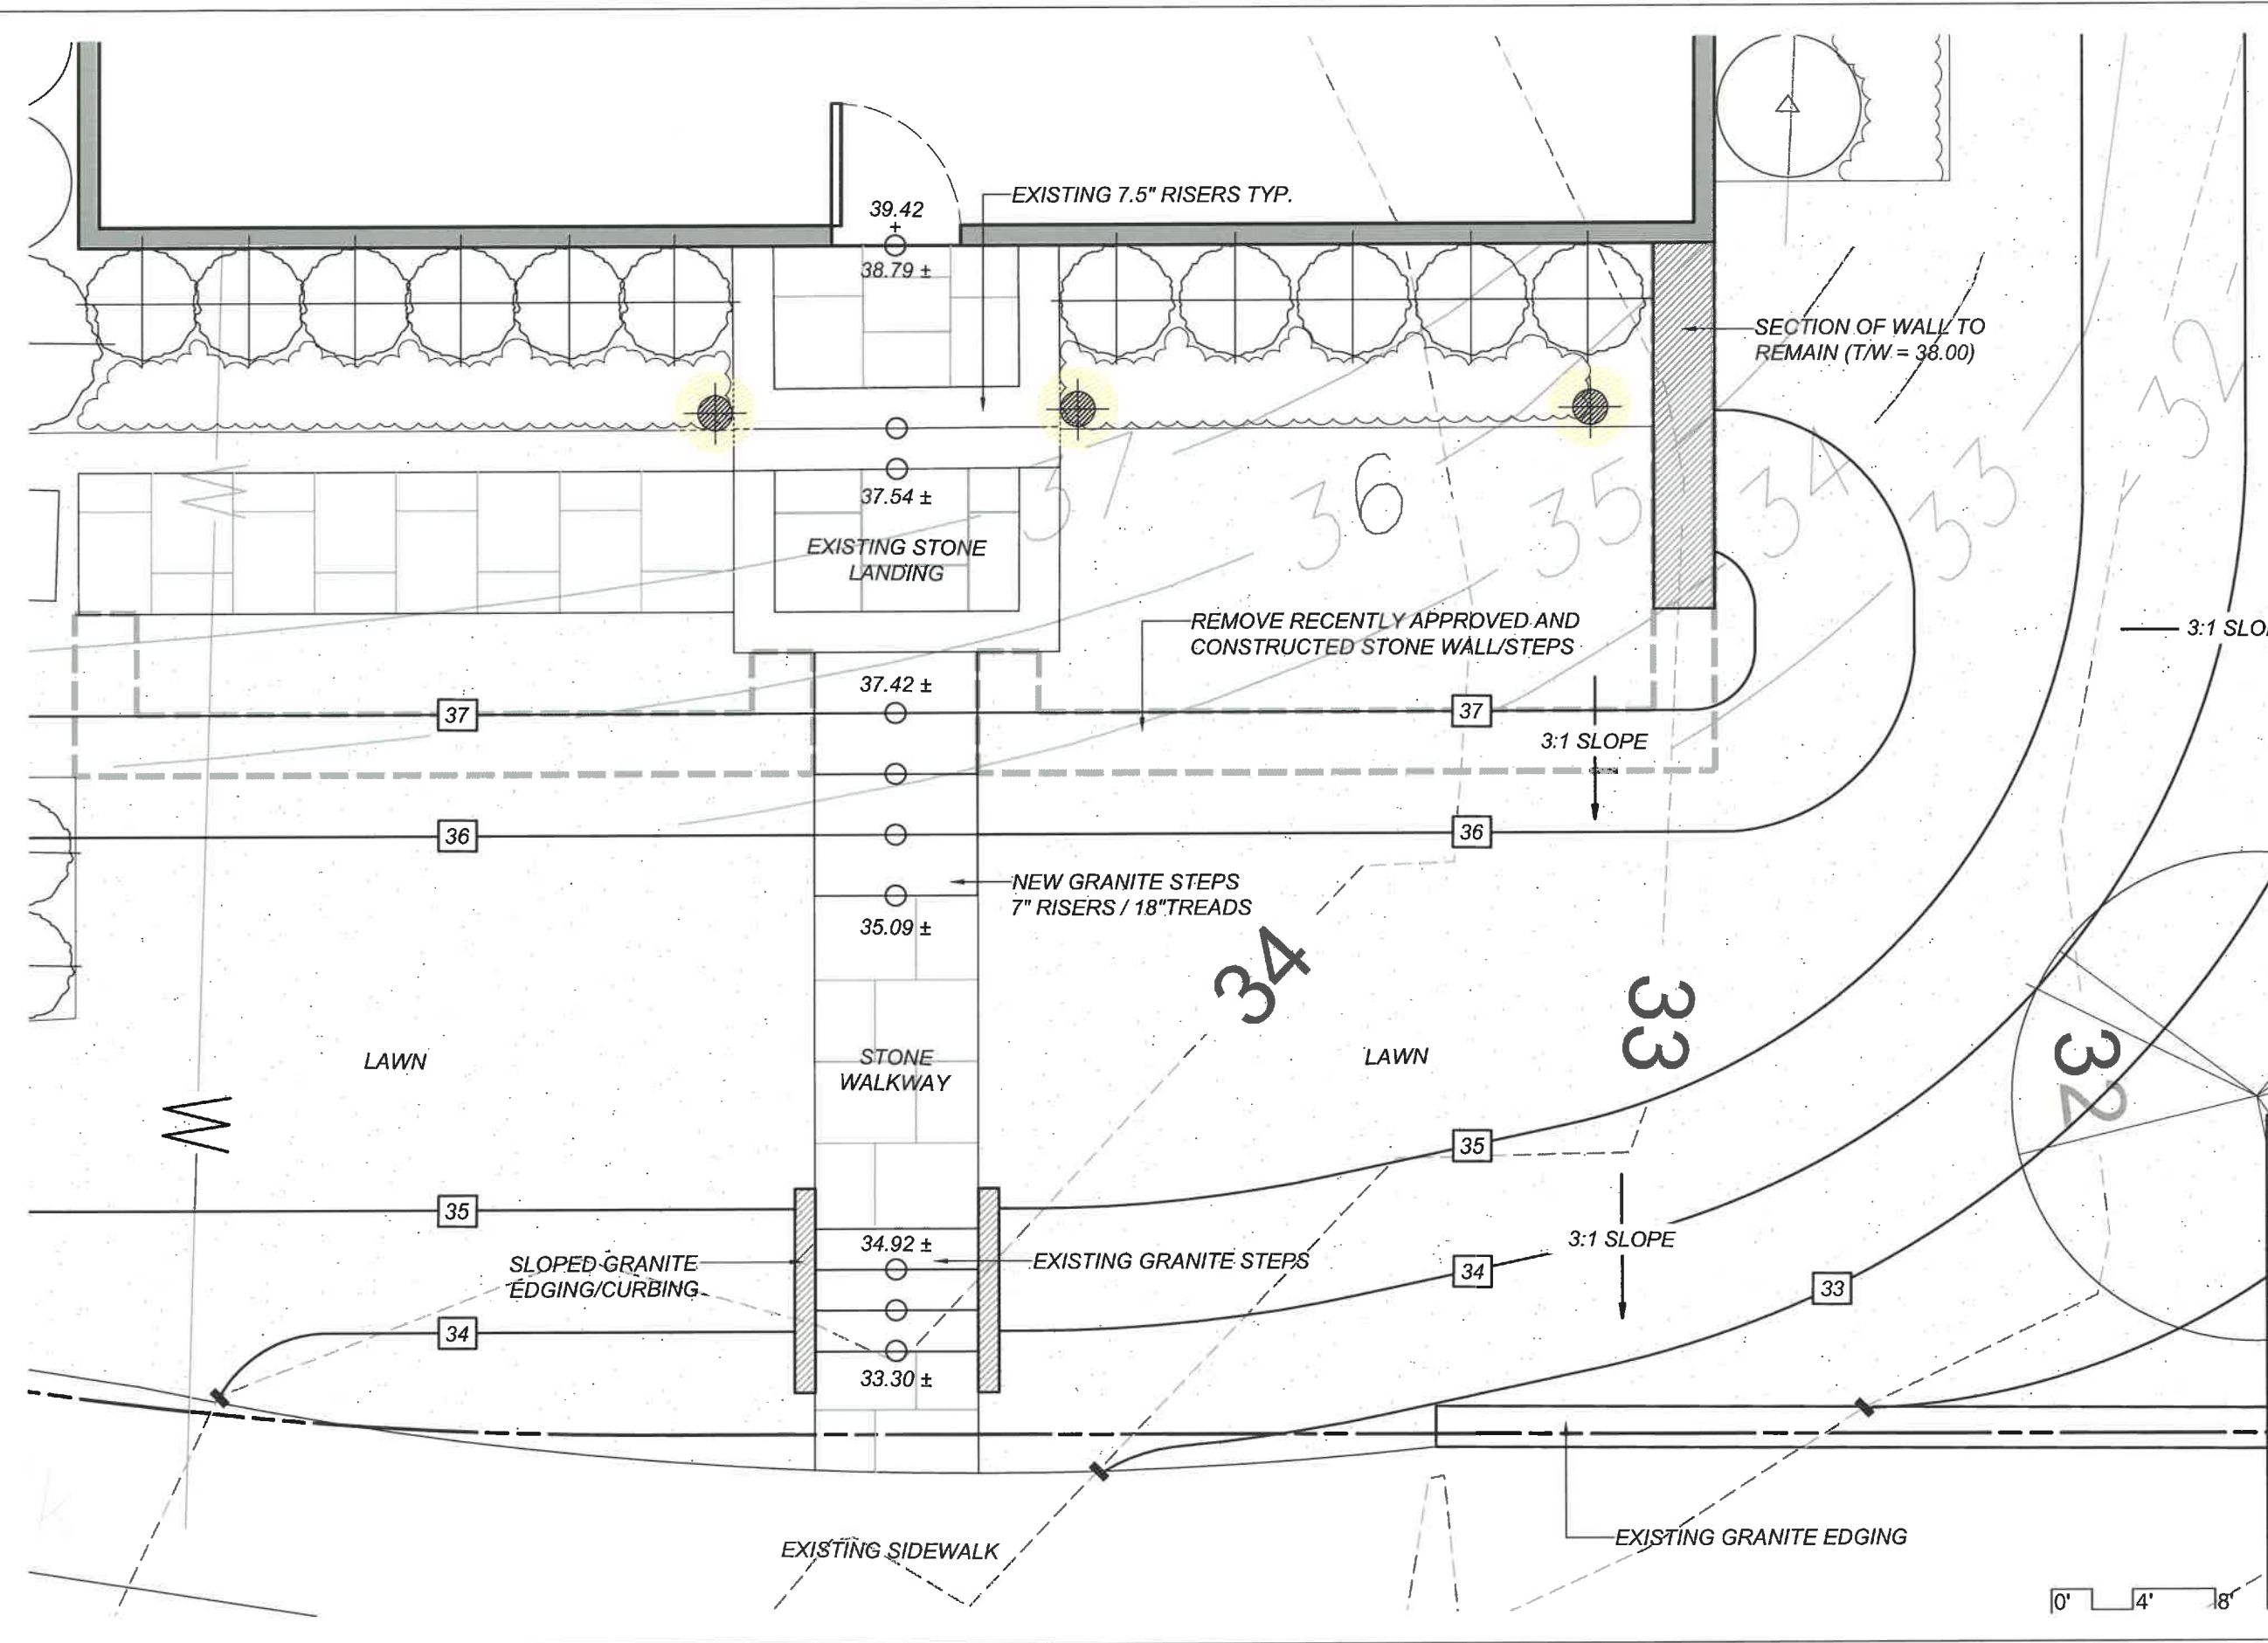 EXISTING 7.5" RISERS TYP.
39.42
+
38.79 ±
SECTION OF WALL TO
REMAIN (T/W = 38.00)
32
37
36
6
35
34
33
37.54 ±
EXISTING STONE
LANDING
REMOVE RECENTLY APPROVED AND
CONSTRUCTED STONE WALL/STEPS
3:1 SLO
37.42 ±
37
37
3:1 SLOPE
36
36
NEW GRANITE STEPS
7" RISERS / 18"TREADS
35.09 ±
34
33
32
LAWN
STONE
WALKWAY
LAWN
35
35
34.92 ±
SLOPED GRANITE
EDGING/CURBING
EXISTING GRANITE STEPS
3:1 SLOPE
34
33
34
33.30 ±
EXISTING SIDEWALK
EXISTING GRANITE EDGING
0' 4' 8'